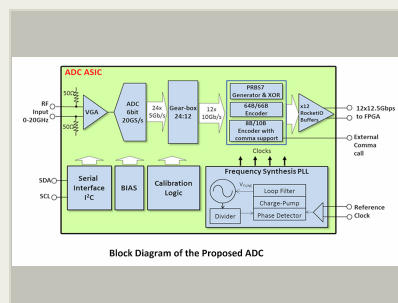 ADC ASIC
50Ω
RF
Input
0-20GHz
50Ω
VGA
ADC
6bit
20GS/s
24x
5Gb/s
Gear-box
24:12
12x
10Gb/s
PRBS7
Generator & XOR
64B/66B
Encoder
8B/10B
Encoder with
comma support
x12
RocketIO
Buffers
12x12.5Gbps
to FPGA
External
Comma
call
Clocks
SDA
SCL
Serial
Interface
I²C
BIAS
Calibration
Logic
Frequency Synthesis PLL
Loop Filter
Charge-Pump
Phase Detector
Divider
Reference
Clock
Block Diagram of the Proposed ADC